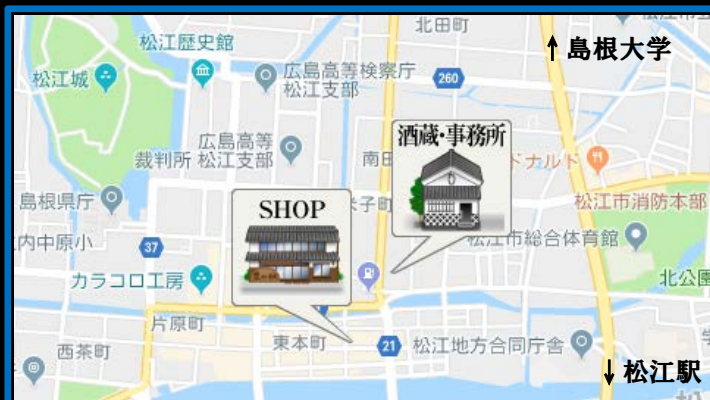 北田町
松江歴史館
↑島根大学
松江城
広島高等検察庁
松江支部
260
酒蔵・事務所
広島高等
裁判所 松江支部
南田
ドナルド
島根県庁
SHOP
米子町
松江市消防本部
内中原小
37
松江市総合体育館
カラコロ工房
北公園
片原町
東本町
21
松江地方合同庁舎
西茶町
↓松江駅